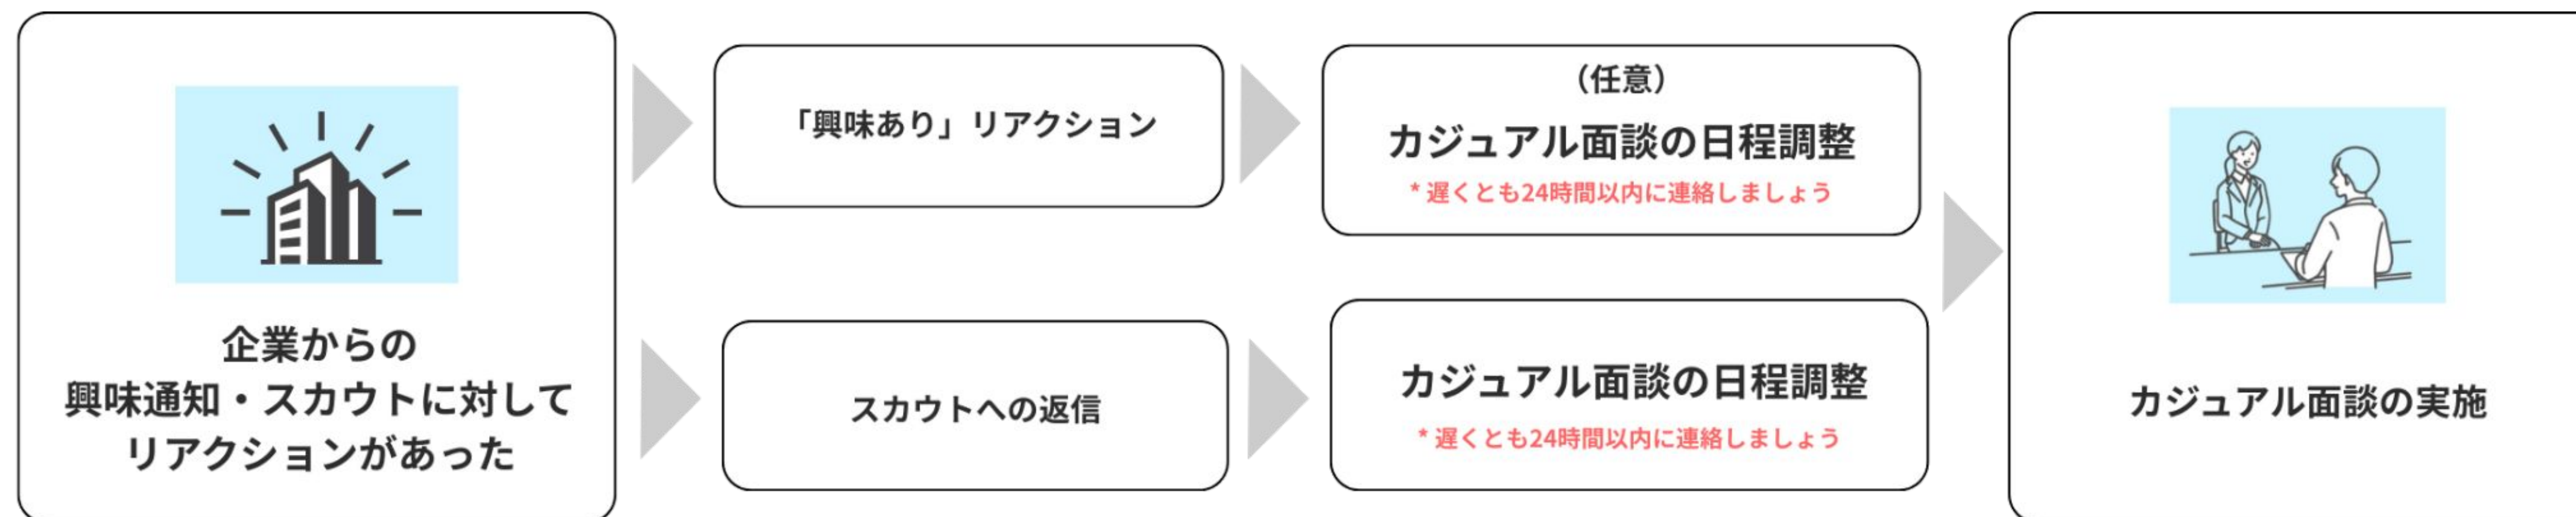 企業からの
興味通知・スカウトに対して
リアクションがあった
「興味あり」リアクション
（任意）
カジュアル面談の日程調整
* 遅くとも24時間以内に連絡しましょう
スカウトへの返信
カジュアル面談の日程調整
* 遅くとも24時間以内に連絡しましょう
カジュアル面談の実施